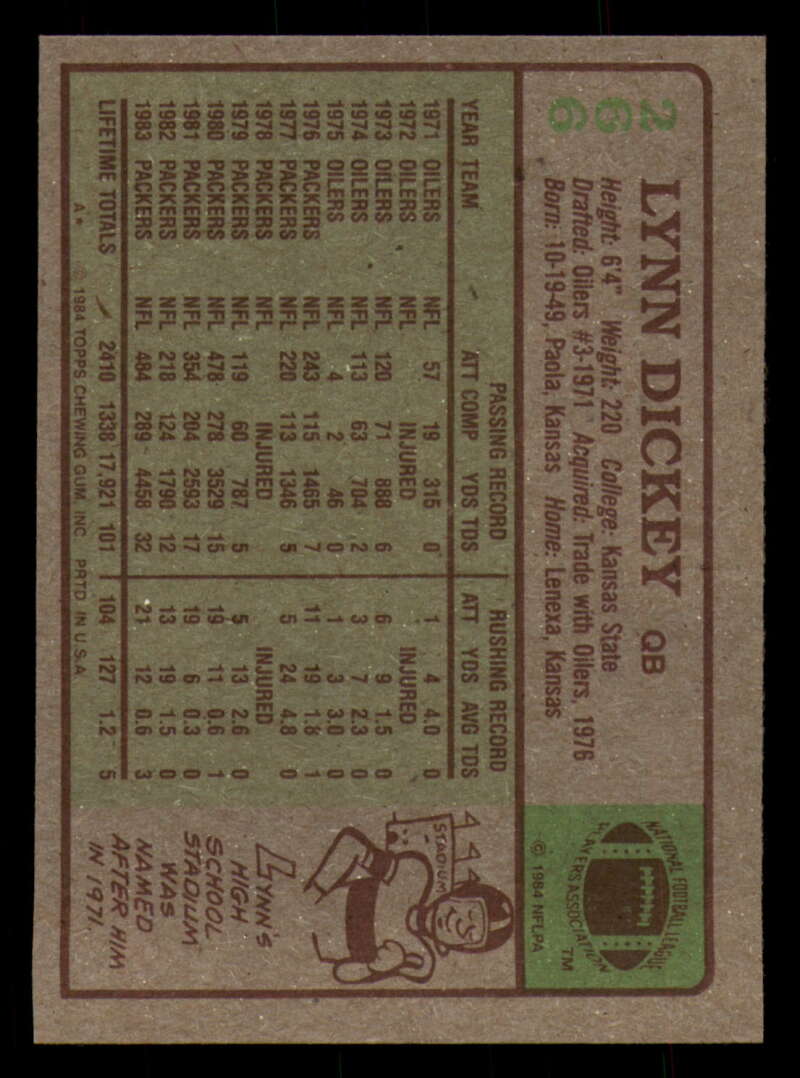 266
LYNN DICKEY QB
Height: 6'4" Weight: 220 College: Kansas State
Drafted: Oilers #3-1971 Acquired: Trade with Oilers, 1976
Born: 10-19-49, Paola, Kansas Home: Lenexa, Kansas
NATIONAL FOOTBALL LEAGUE
PLAYERS ASSOCIATION
TM
© 1984 NFLPA
PASSING RECORD RUSHING RECORD
YEAR TEAM ATT COMP YDS TDS ATT YDS AVG TDS
1971 OILERS NFL 57 19 315 0 1 4 4.0 0
1972 OILERS NFL INJURED INJURED
1973 OILERS NFL 120 71 888 6 6 9 1.5 0
1974 OILERS NFL 113 63 704 2 3 7 2.3 0
1975 OILERS NFL 4 2 46 0 1 3 3.0 0
1976 PACKERS NFL 243 115 1465 7 11 19 1.8 1
1977 PACKERS NFL 220 113 1346 5 5 24 4.8 0
1978 PACKERS NFL INJURED INJURED
1979 PACKERS NFL 119 60 787 5 5 13 2.6 0
1980 PACKERS NFL 478 278 3529 15 19 11 0.6 1
1981 PACKERS NFL 354 204 2593 17 19 6 0.3 0
1982 PACKERS NFL 218 124 1790 12 13 19 1.5 0
1983 PACKERS NFL 484 289 4458 32 21 12 0.6 3
LIFETIME TOTALS 2410 1338 17,921 101 104 127 1.2 5
A* © 1984 TOPPS CHEWING GUM, INC. PRTD. IN U.S.A.
STADIUM
LYNN'S
HIGH
SCHOOL
STADIUM
WAS
NAMED
AFTER HIM
IN 1971.